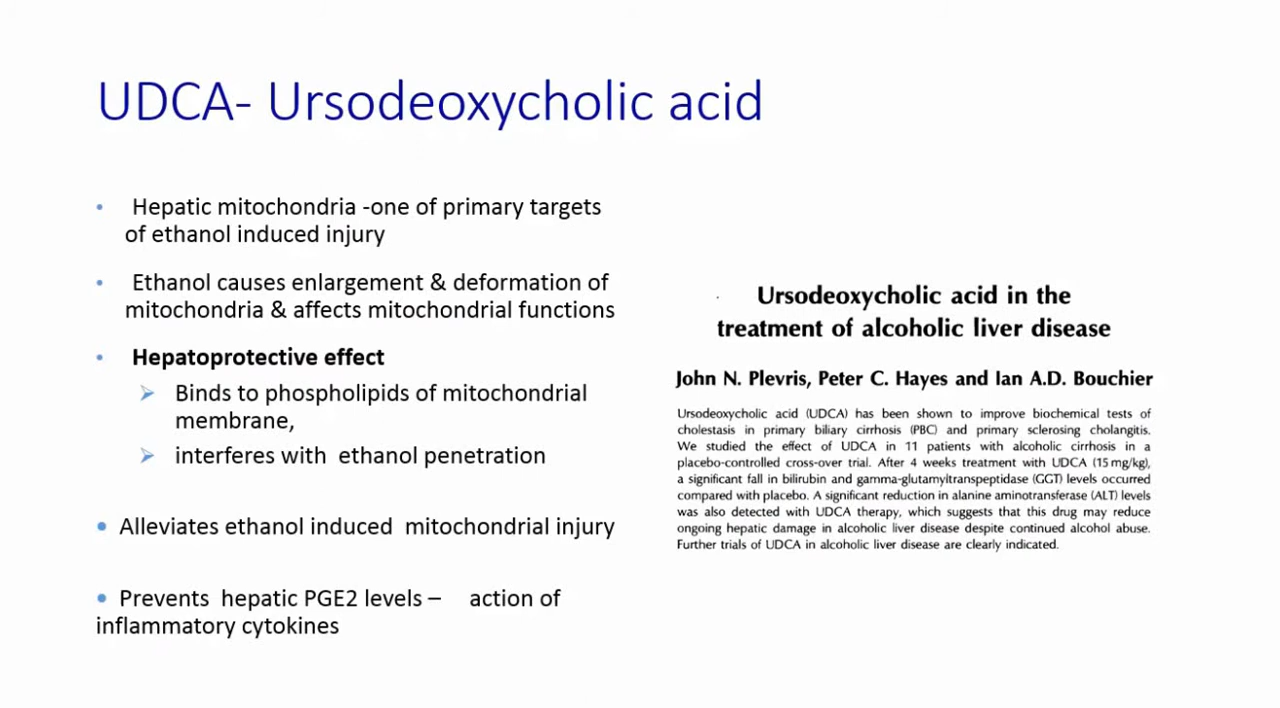 UDCA- Ursodeoxycholic acid
• Hepatic mitochondria -one of primary targets
of ethanol induced injury
• Ethanol causes enlargement & deformation of
mitochondria & affects mitochondrial functions
• Hepatoprotective effect
➢ Binds to phospholipids of mitochondrial
membrane,
➢ interferes with ethanol penetration
• Alleviates ethanol induced mitochondrial injury
• Prevents hepatic PGE2 levels – action of
inflammatory cytokines
Ursodeoxycholic acid in the
treatment of alcoholic liver disease
John N. Plevris, Peter C. Hayes and Ian A.D. Bouchier
Ursodeoxycholic acid (UDCA) has been shown to improve biochemical tests of
cholestasis in primary biliary cirrhosis (PBC) and primary sclerosing cholangitis.
We studied the effect of UDCA in 11 patients with alcoholic cirrhosis in a
placebo-controlled cross-over trial. After 4 weeks treatment with UDCA (15 mg/kg),
a significant fall in bilirubin and gamma-glutamyltranspeptidase (GGT) levels occurred
compared with placebo. A significant reduction in alanine aminotransferase (ALT) levels
was also detected with UDCA therapy, which suggests that this drug may reduce
ongoing hepatic damage in alcoholic liver disease despite continued alcohol abuse.
Further trials of UDCA in alcoholic liver disease are clearly indicated.